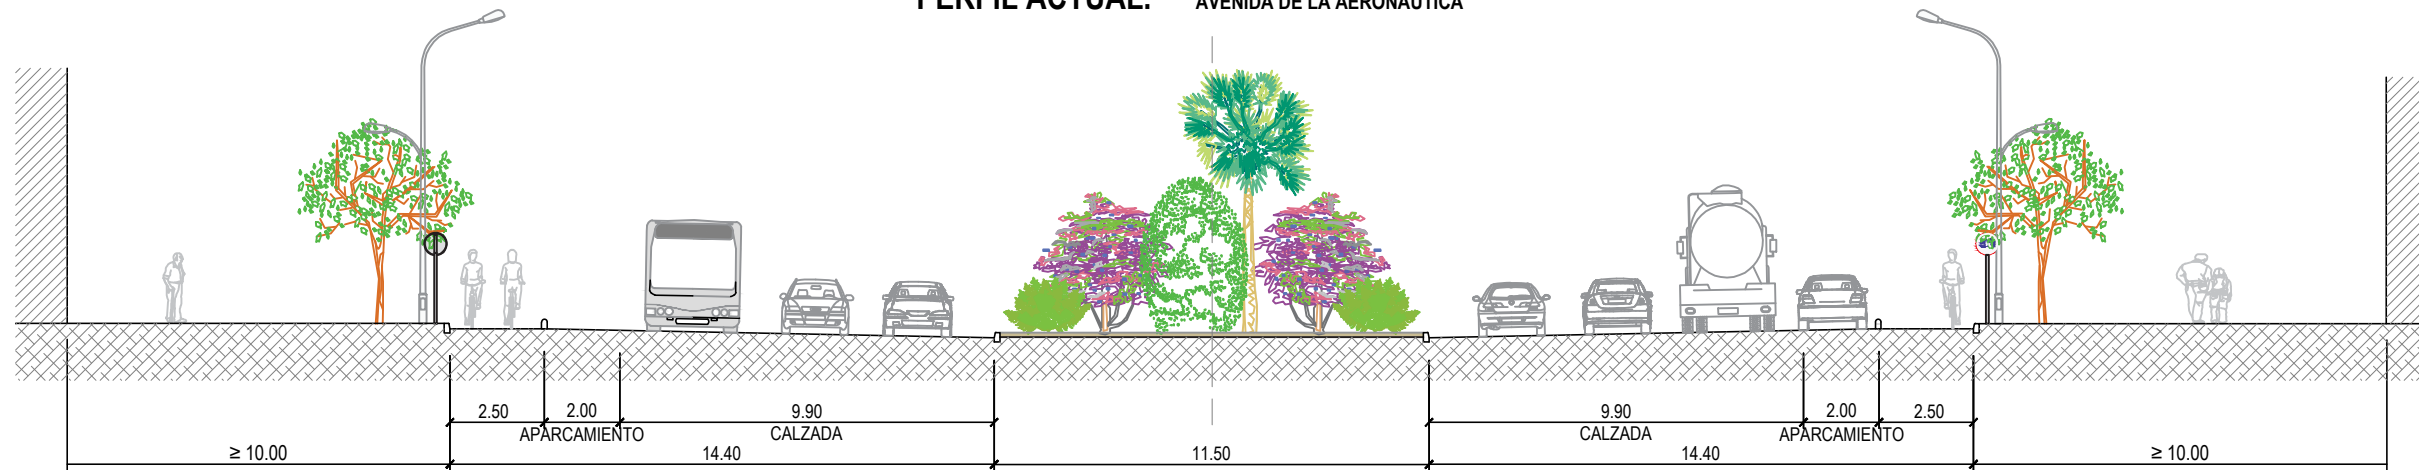 PERFIL ACTUAL. AVENIDA DE LA AERONÁUTICA
2.50 2.00 9.90 9.90 2.00 2.50
APARCAMIENTO CALZADA CALZADA APARCAMIENTO
≥ 10.00 14.40 11.50 14.40 ≥ 10.00